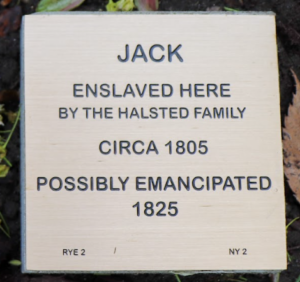 JACK
ENSLAVED HERE
BY THE HALSTED FAMILY
CIRCA 1805
POSSIBLY EMANCIPATED
1825
RYE 2 / NY 2